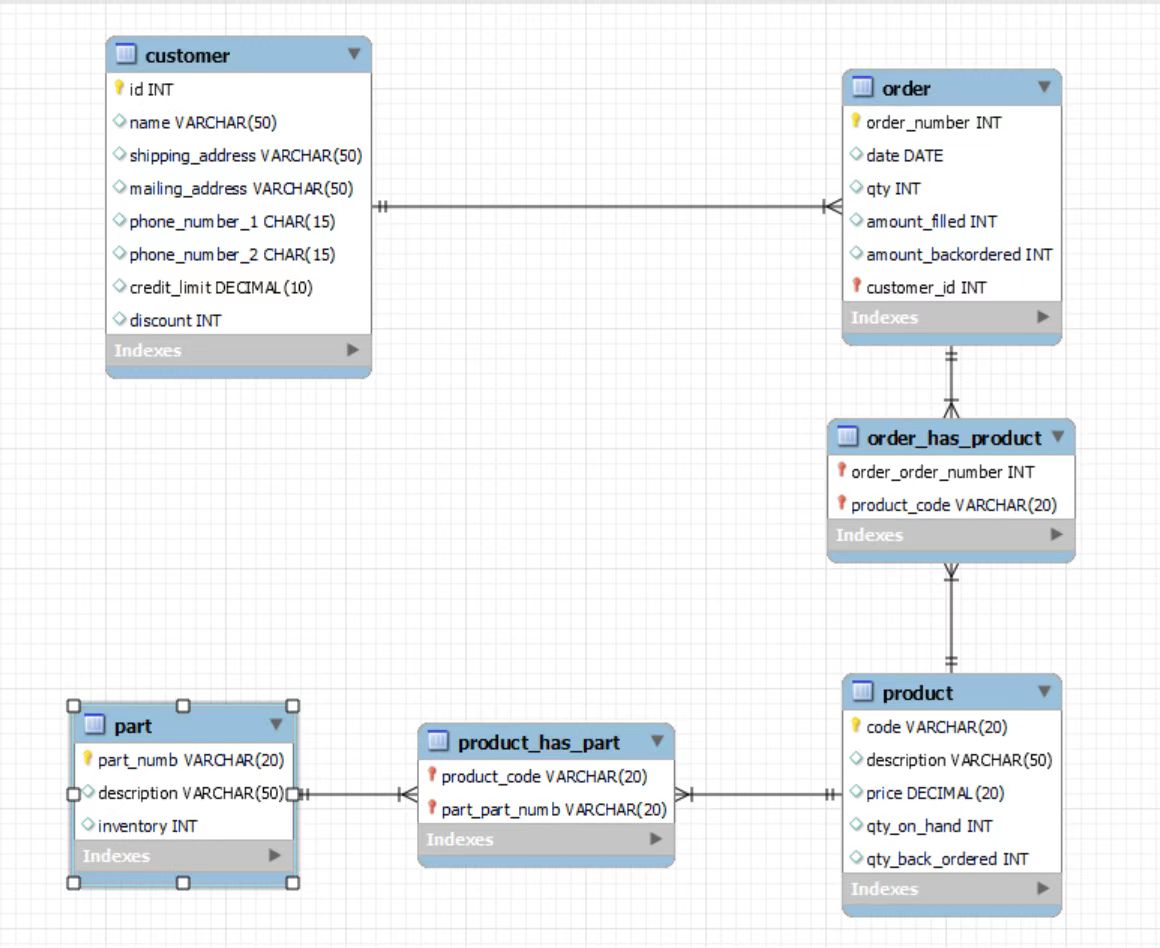 customer
id INT
name VARCHAR(50)
shipping_address VARCHAR(50)
mailing_address VARCHAR(50)
phone_number_1 CHAR(15)
phone_number_2 CHAR(15)
credit_limit DECIMAL(10)
discount INT
Indexes
order
order_number INT
date DATE
qty INT
amount_filled INT
amount_backordered INT
customer_id INT
Indexes
order_has_product
order_order_number INT
product_code VARCHAR(20)
Indexes
part
part_numb VARCHAR(20)
description VARCHAR(50)
inventory INT
Indexes
product_has_part
product_code VARCHAR(20)
part_part_numb VARCHAR(20)
Indexes
product
code VARCHAR(20)
description VARCHAR(50)
price DECIMAL(20)
qty_on_hand INT
qty_back_ordered INT
Indexes